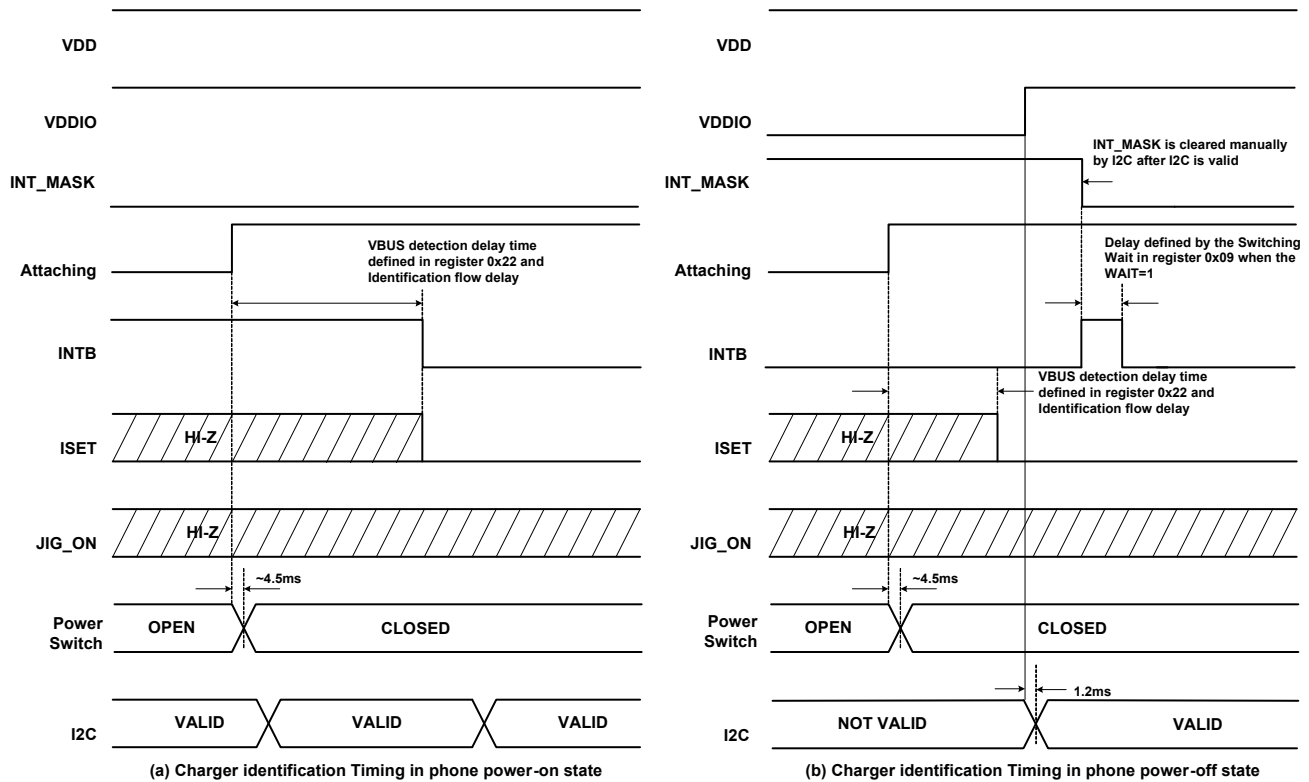 VDD
VDDIO
INT_MASK
Attaching
VBUS detection delay time
defined in register 0x22 and
Identification flow delay
INTB
HI-Z
ISET
HI-Z
JIG_ON
~4.5ms
Power
Switch
OPEN
CLOSED
I2C
VALID
VALID
VALID
(a) Charger identification Timing in phone power-on state
VDD
VDDIO
INT_MASK is cleared manually
by I2C after I2C is valid
INT_MASK
Attaching
Delay defined by the Switching
Wait in register 0x09 when the
WAIT=1
INTB
VBUS detection delay time
defined in register 0x22 and
Identification flow delay
HI-Z
ISET
HI-Z
JIG_ON
~4.5ms
Power
Switch
OPEN
CLOSED
1.2ms
I2C
NOT VALID
VALID
(b) Charger identification Timing in phone power-off state